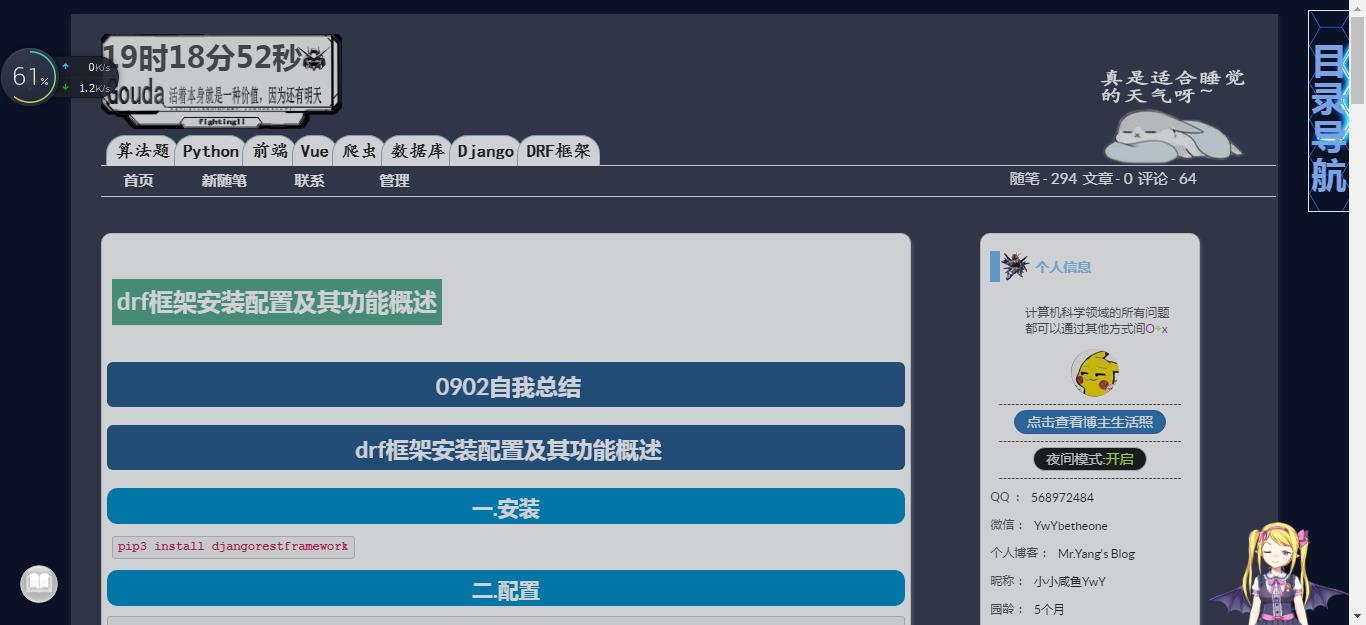 19时18分52秒
61%
0K/s
1.2K/s
Gouda 活着本身就是一种价值，因为还有明天
fighting!!
真是适合睡觉
的天气呀~
目录导航
算法题 Python 前端 Vue 爬虫 数据库 Django DRF框架
首页 新随笔 联系 管理
随笔 - 294 文章 - 0 评论 - 64
drf框架安装配置及其功能概述
0902自我总结
drf框架安装配置及其功能概述
一.安装
pip3 install djangorestframework
二.配置
个人信息
计算机科学领域的所有问题
都可以通过其他方式间O+x
点击查看博主生活照
夜间模式:开启
QQ ： 568972484
微信： YwYbetheone
个人博客： Mr.Yang's Blog
昵称： 小小咸鱼YwY
园龄： 5个月